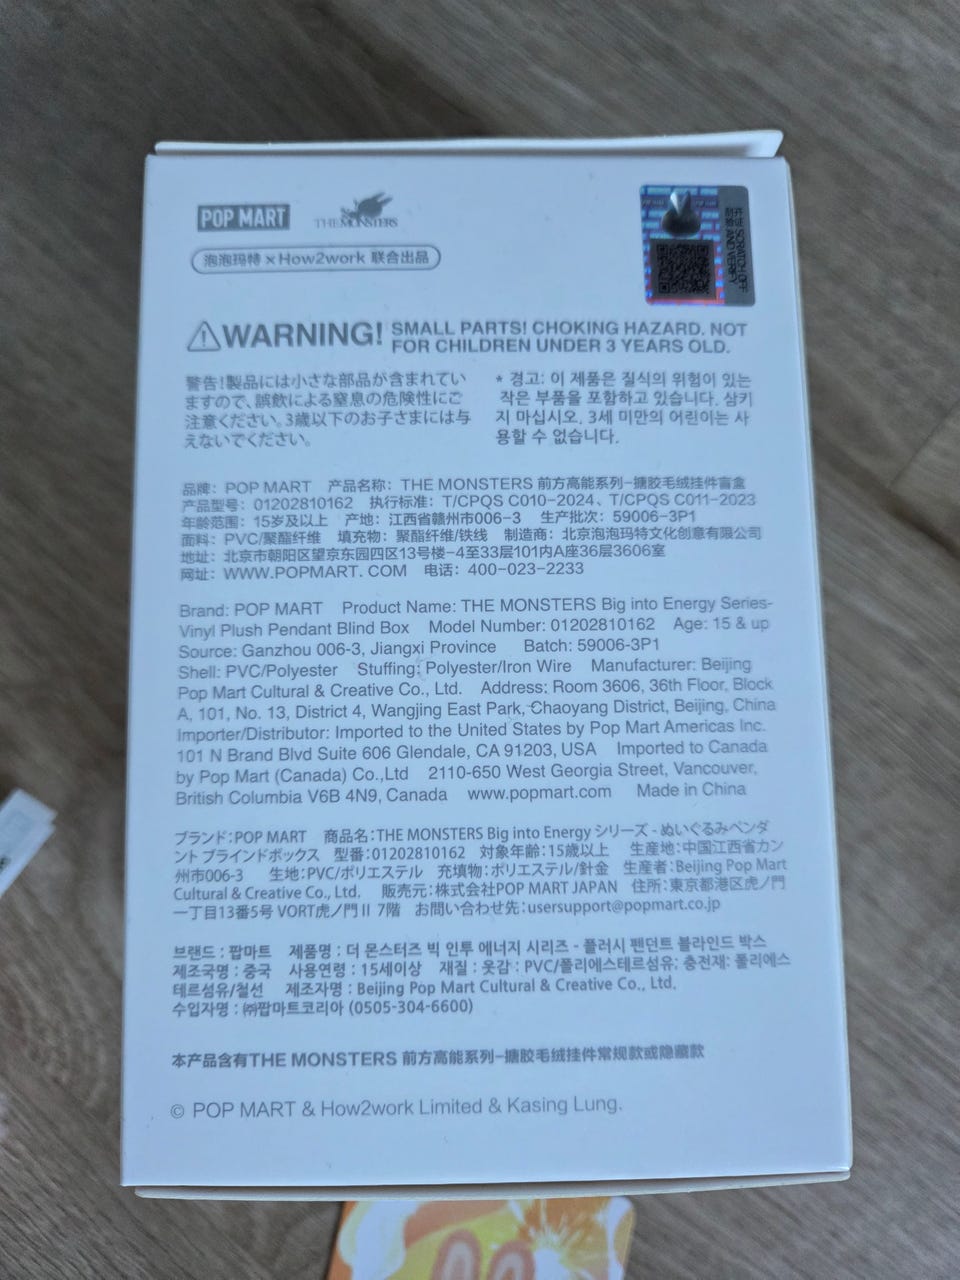 POP MART
THE MONSTERS
泡泡玛特 × How2work 联合出品
SCRATCH OFF
AND VERIFY
WARNING! SMALL PARTS! CHOKING HAZARD. NOT
FOR CHILDREN UNDER 3 YEARS OLD.
警告!製品には小さな部品が含まれてい
ますので、誤飲による窒息の危険性にご
注意ください。3歳以下のお子さまには与
えないでください。
* 경고: 이 제품은 질식의 위험이 있는
작은 부품을 포함하고 있습니다. 삼키
지 마십시오. 3세 미만의 어린이는 사
용할 수 없습니다.
品牌: POP MART 产品名称: THE MONSTERS 前方高能系列-搪胶毛绒挂件盲盒
产品型号: 01202810162 执行标准: T/CPQS C010-2024、T/CPQS C011-2023
年龄范围: 15岁及以上 产地: 江西省赣州市006-3 生产批次: 59006-3P1
面料: PVC/聚酯纤维 填充物: 聚酯纤维/铁线 制造商: 北京泡泡玛特文化创意有限公司
地址: 北京市朝阳区望京东园四区13号楼-4至33层101内A座36层3606室
网址: WWW.POPMART.COM 电话: 400-023-2233
Brand: POP MART Product Name: THE MONSTERS Big into Energy Series-
Vinyl Plush Pendant Blind Box Model Number: 01202810162 Age: 15 & up
Source: Ganzhou 006-3, Jiangxi Province Batch: 59006-3P1
Shell: PVC/Polyester Stuffing: Polyester/Iron Wire Manufacturer: Beijing
Pop Mart Cultural & Creative Co., Ltd. Address: Room 3606, 36th Floor, Block
A, 101, No. 13, District 4, Wangjing East Park, Chaoyang District, Beijing, China
Importer/Distributor: Imported to the United States by Pop Mart Americas Inc.
101 N Brand Blvd Suite 606 Glendale, CA 91203, USA Imported to Canada
by Pop Mart (Canada) Co.,Ltd 2110-650 West Georgia Street, Vancouver,
British Columbia V6B 4N9, Canada www.popmart.com Made in China
ブランド:POP MART 商品名:THE MONSTERS Big into Energy シリーズ - ぬいぐるみペンダ
ント ブラインドボックス 型番:01202810162 対象年齢:15歳以上 生産地:中国江西省カン
州市006-3 生地:PVC/ポリエステル 充填物:ポリエステル/針金 生産者:Beijing Pop Mart
Cultural & Creative Co., Ltd. 販売元:株式会社POP MART JAPAN 住所:東京都港区虎ノ門
一丁目13番5号 VORT虎ノ門Ⅱ 7階 お問い合わせ先:usersupport@popmart.co.jp
브랜드 : 팝마트 제품명 : 더 몬스터즈 빅 인투 에너지 시리즈 - 플러시 펜던트 블라인드 박스
제조국명 : 중국 사용연령 : 15세이상 재질 : 옷감 : PVC/폴리에스테르섬유; 충전재: 폴리에스
테르섬유/철선 제조자명 : Beijing Pop Mart Cultural & Creative Co., Ltd.
수입자명 : ㈜팝마트코리아 (0505-304-6600)
本产品含有THE MONSTERS 前方高能系列-搪胶毛绒挂件常规款或隐藏款
© POP MART & How2work Limited & Kasing Lung.